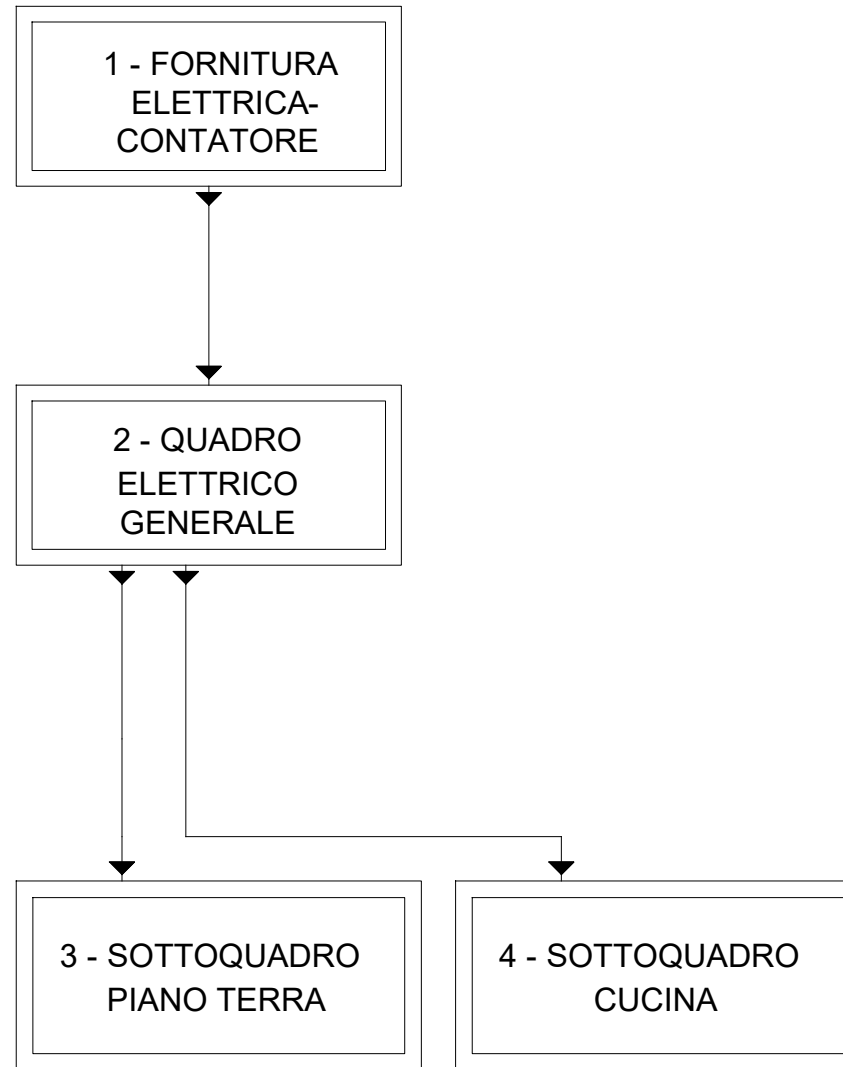 1 - FORNITURA
ELETTRICA-
CONTATORE
2 - QUADRO
ELETTRICO
GENERALE
3 - SOTTOQUADRO
PIANO TERRA
4 - SOTTOQUADRO
CUCINA